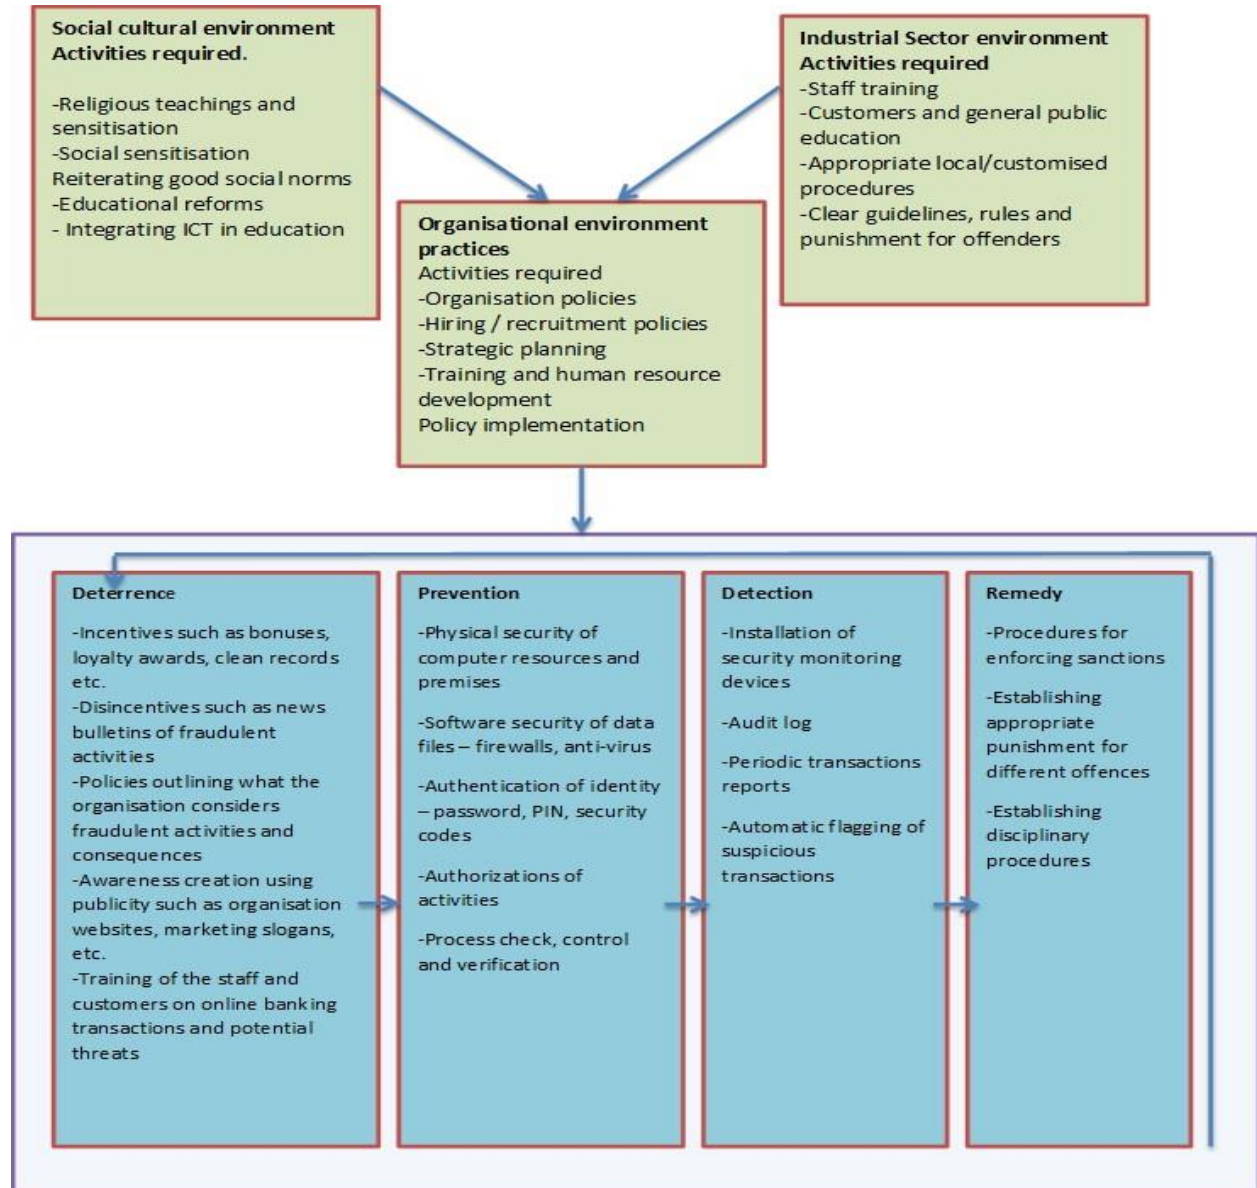 Social cultural environment
Activities required.
-Religious teachings and
sensitisation
-Social sensitisation
Reiterating good social norms
-Educational reforms
- Integrating ICT in education
Industrial Sector environment
Activities required
-Staff training
-Customers and general public
education
-Appropriate local/customised
procedures
-Clear guidelines, rules and
punishment for offenders
Organisational environment
practices
Activities required
-Organisation policies
-Hiring / recruitment policies
-Strategic planning
-Training and human resource
development
Policy implementation
Deterrence
-Incentives such as bonuses,
loyalty awards, clean records
etc.
-Disincentives such as news
bulletins of fraudulent
activities
-Policies outlining what the
organisation considers
fraudulent activities and
consequences
-Awareness creation using
publicity such as organisation
websites, marketing slogans,
etc.
-Training of the staff and
customers on online banking
transactions and potential
threats
Prevention
-Physical security of
computer resources and
premises
-Software security of data
files – firewalls, anti-virus
-Authentication of identity
– password, PIN, security
codes
-Authorizations of
activities
-Process check, control
and verification
Detection
-Installation of
security monitoring
devices
-Audit log
-Periodic transactions
reports
-Automatic flagging of
suspicious
transactions
Remedy
-Procedures for
enforcing sanctions
-Establishing
appropriate
punishment for
different offences
-Establishing
disciplinary
procedures